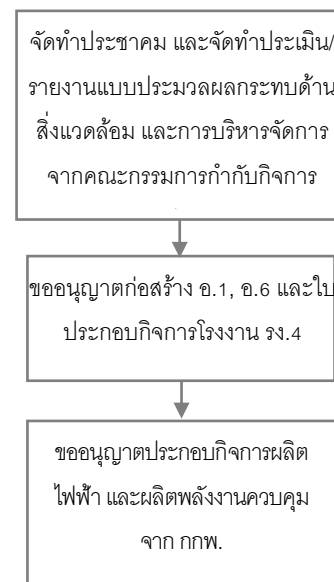 จัดทำประชาคม และจัดทำประเมิน/
รายงานแบบประมวลผลกระทบด้าน
สิ่งแวดล้อม และการบริหารจัดการ
จากคณะกรรมการกำกับกิจการ
ขออนุญาตก่อสร้าง อ.1, อ.6 และใบ
ประกอบกิจการโรงงาน รง.4
ขออนุญาตประกอบกิจการผลิต
ไฟฟ้า และผลิตพลังงานควบคุม
จาก กกพ.